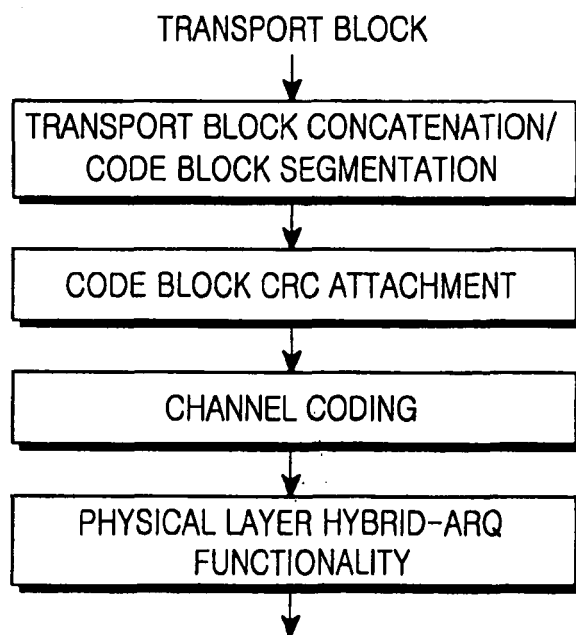 TRANSPORT BLOCK
TRANSPORT BLOCK CONCATENATION/
CODE BLOCK SEGMENTATION
CODE BLOCK CRC ATTACHMENT
CHANNEL CODING
PHYSICAL LAYER HYBRID-ARQ
FUNCTIONALITY